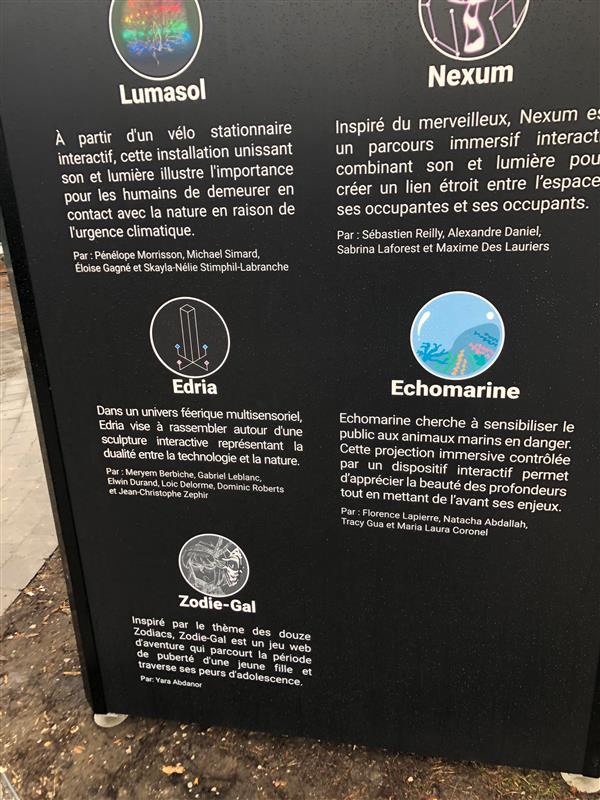 Lumasol
À partir d'un vélo stationnaire
interactif, cette installation unissant
son et lumière illustre l'importance
pour les humains de demeurer en
contact avec la nature en raison de
l'urgence climatique.
Par : Pénélope Morrisson, Michael Simard,
Éloise Gagné et Skayla-Nélie Stimphil-Labranche
Nexum
Inspiré du merveilleux, Nexum es
un parcours immersif interacti
combinant son et lumière pou
créer un lien étroit entre l'espace
ses occupantes et ses occupants.
Par : Sébastien Reilly, Alexandre Daniel,
Sabrina Laforest et Maxime Des Lauriers
Edria
Dans un univers féerique multisensoriel,
Edria vise à rassembler autour d'une
sculpture interactive représentant la
dualité entre la technologie et la nature.
Par : Meryem Berbiche, Gabriel Leblanc,
Elwin Durand, Loic Delorme, Dominic Roberts
et Jean-Christophe Zephir
Echomarine
Echomarine cherche à sensibiliser le
public aux animaux marins en danger.
Cette projection immersive contrôlée
par un dispositif interactif permet
d'apprécier la beauté des profondeurs
tout en mettant de l'avant ses enjeux.
Par : Florence Lapierre, Natacha Abdallah,
Tracy Gua et Maria Laura Coronel
Zodie-Gal
Inspiré par le thème des douze
Zodiacs, Zodie-Gal est un jeu web
d'aventure qui parcourt la période
de puberté d'une jeune fille et
traverse ses peurs d'adolescence.
Par: Yara Abdanor